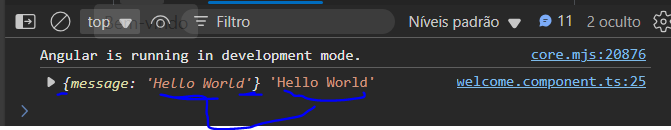 top Filtro Níveis padrão 11 2 oculto
Angular is running in development mode. core.mjs:20876
{message: 'Hello World'} 'Hello World' welcome.component.ts:25